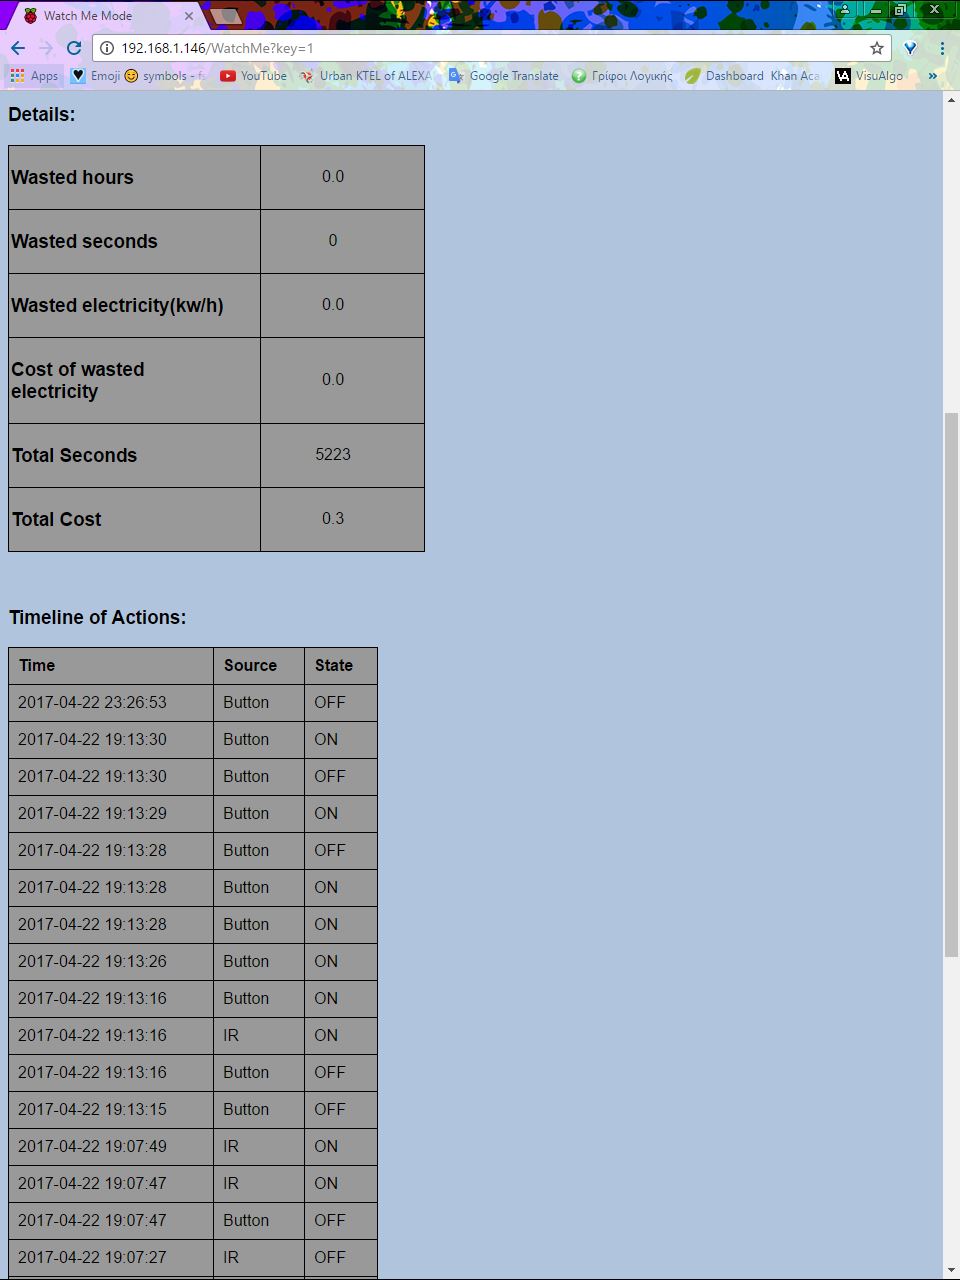 Watch Me Mode
192.168.1.146/WatchMe?key=1
Apps Emoji 😊 symbols - fs YouTube Urban KTEL of ALEXA Google Translate Γρίφοι Λογικής Dashboard Khan Aca VisuAlgo »
Details:
Wasted hours 0.0
Wasted seconds 0
Wasted electricity(kw/h) 0.0
Cost of wasted
electricity 0.0
Total Seconds 5223
Total Cost 0.3
Timeline of Actions:
Time Source State
2017-04-22 23:26:53 Button OFF
2017-04-22 19:13:30 Button ON
2017-04-22 19:13:30 Button OFF
2017-04-22 19:13:29 Button ON
2017-04-22 19:13:28 Button OFF
2017-04-22 19:13:28 Button ON
2017-04-22 19:13:28 Button ON
2017-04-22 19:13:26 Button ON
2017-04-22 19:13:16 Button ON
2017-04-22 19:13:16 IR ON
2017-04-22 19:13:16 Button OFF
2017-04-22 19:13:15 Button OFF
2017-04-22 19:07:49 IR ON
2017-04-22 19:07:47 IR ON
2017-04-22 19:07:47 Button OFF
2017-04-22 19:07:27 IR OFF